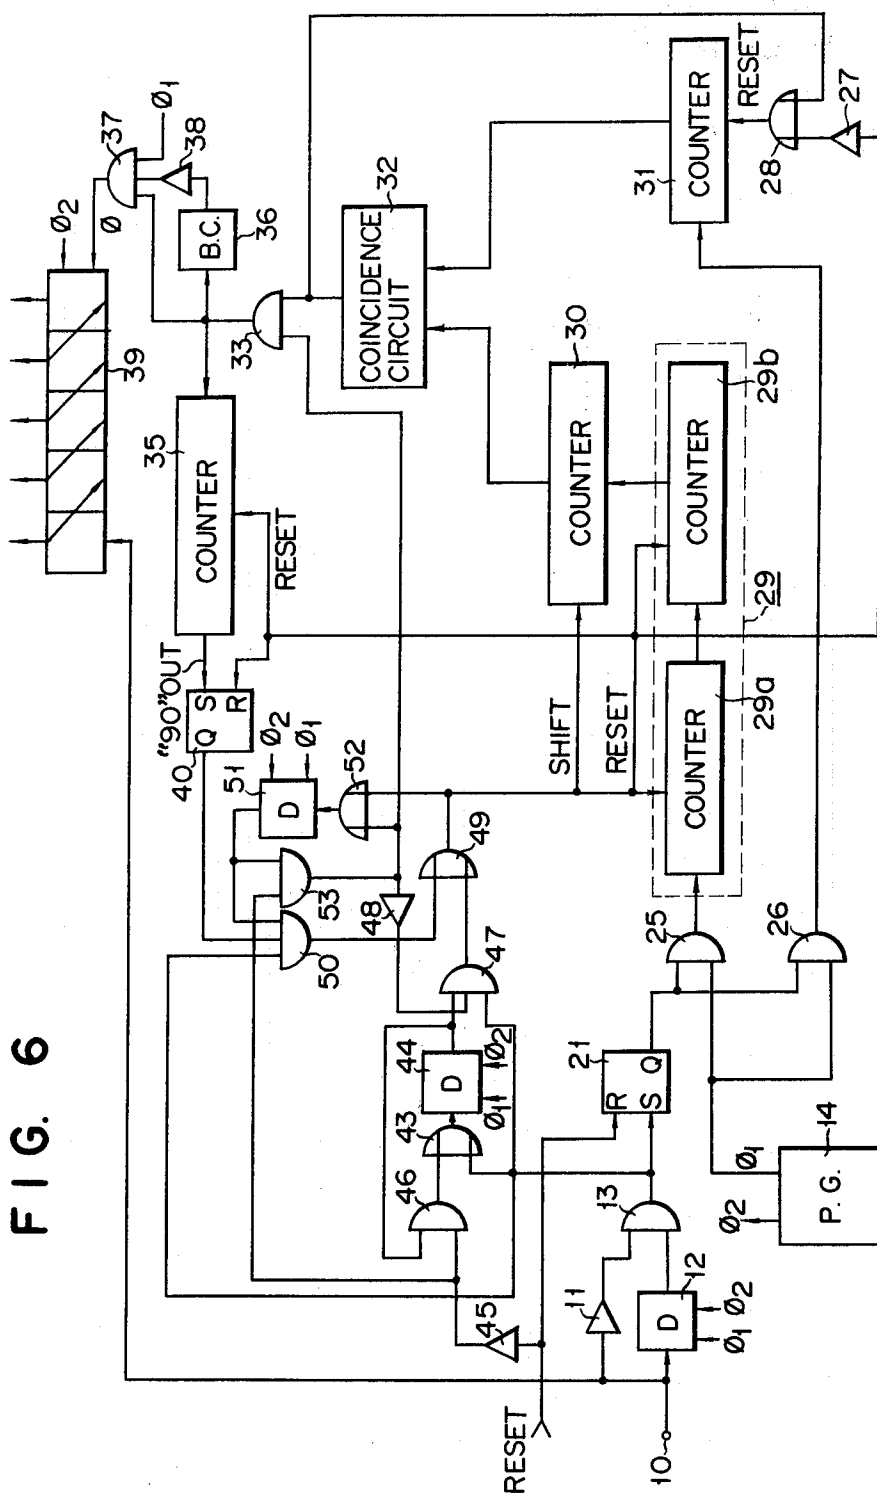 FIG. 6
Ø2
Ø
37
Ø1
38
39
B.C.
36
35
COUNTER
33
COINDENCE
CIRCUIT
32
31
COUNTER
RESET
28
27
RESET
"90"OUT
S
R
Q
40
51
D
Ø2
Ø1
52
53
50
48
49
30
COUNTER
SHIFT
RESET
29b
COUNTER
29
29a
COUNTER
47
44
D
Ø1
Ø2
43
46
45
25
26
21
R
S
Q
13
11
12
D
Ø1
Ø2
14
P.G.
Ø1
Ø2
RESET
10